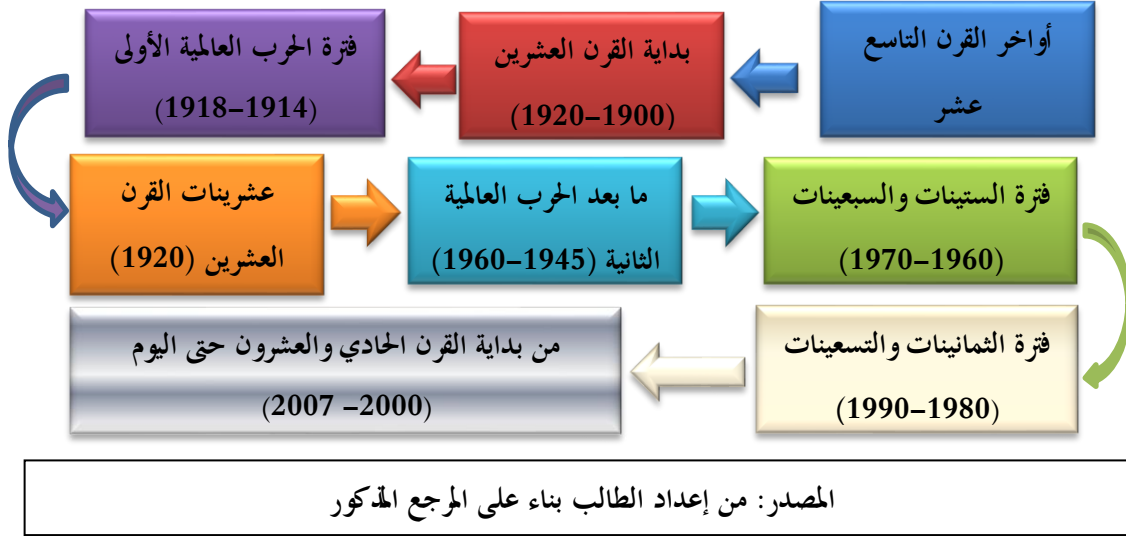 أواخر القرن التاسع
عشر
بداية القرن العشرين
(1900–1920)
فترة الحرب العالمية الأولى
(1914–1918)
عشرينات القرن
العشرين (1920)
ما بعد الحرب العالمية
الثانية (1945–1960)
فترة الستينات والسبعينات
(1960–1970)
فترة الثمانينات والتسعينات
(1980–1990)
من بداية القرن الحادي والعشرون حتى اليوم
(2000– 2007)
المصدر: من إعداد الطالب بناء على المرجع المذكور